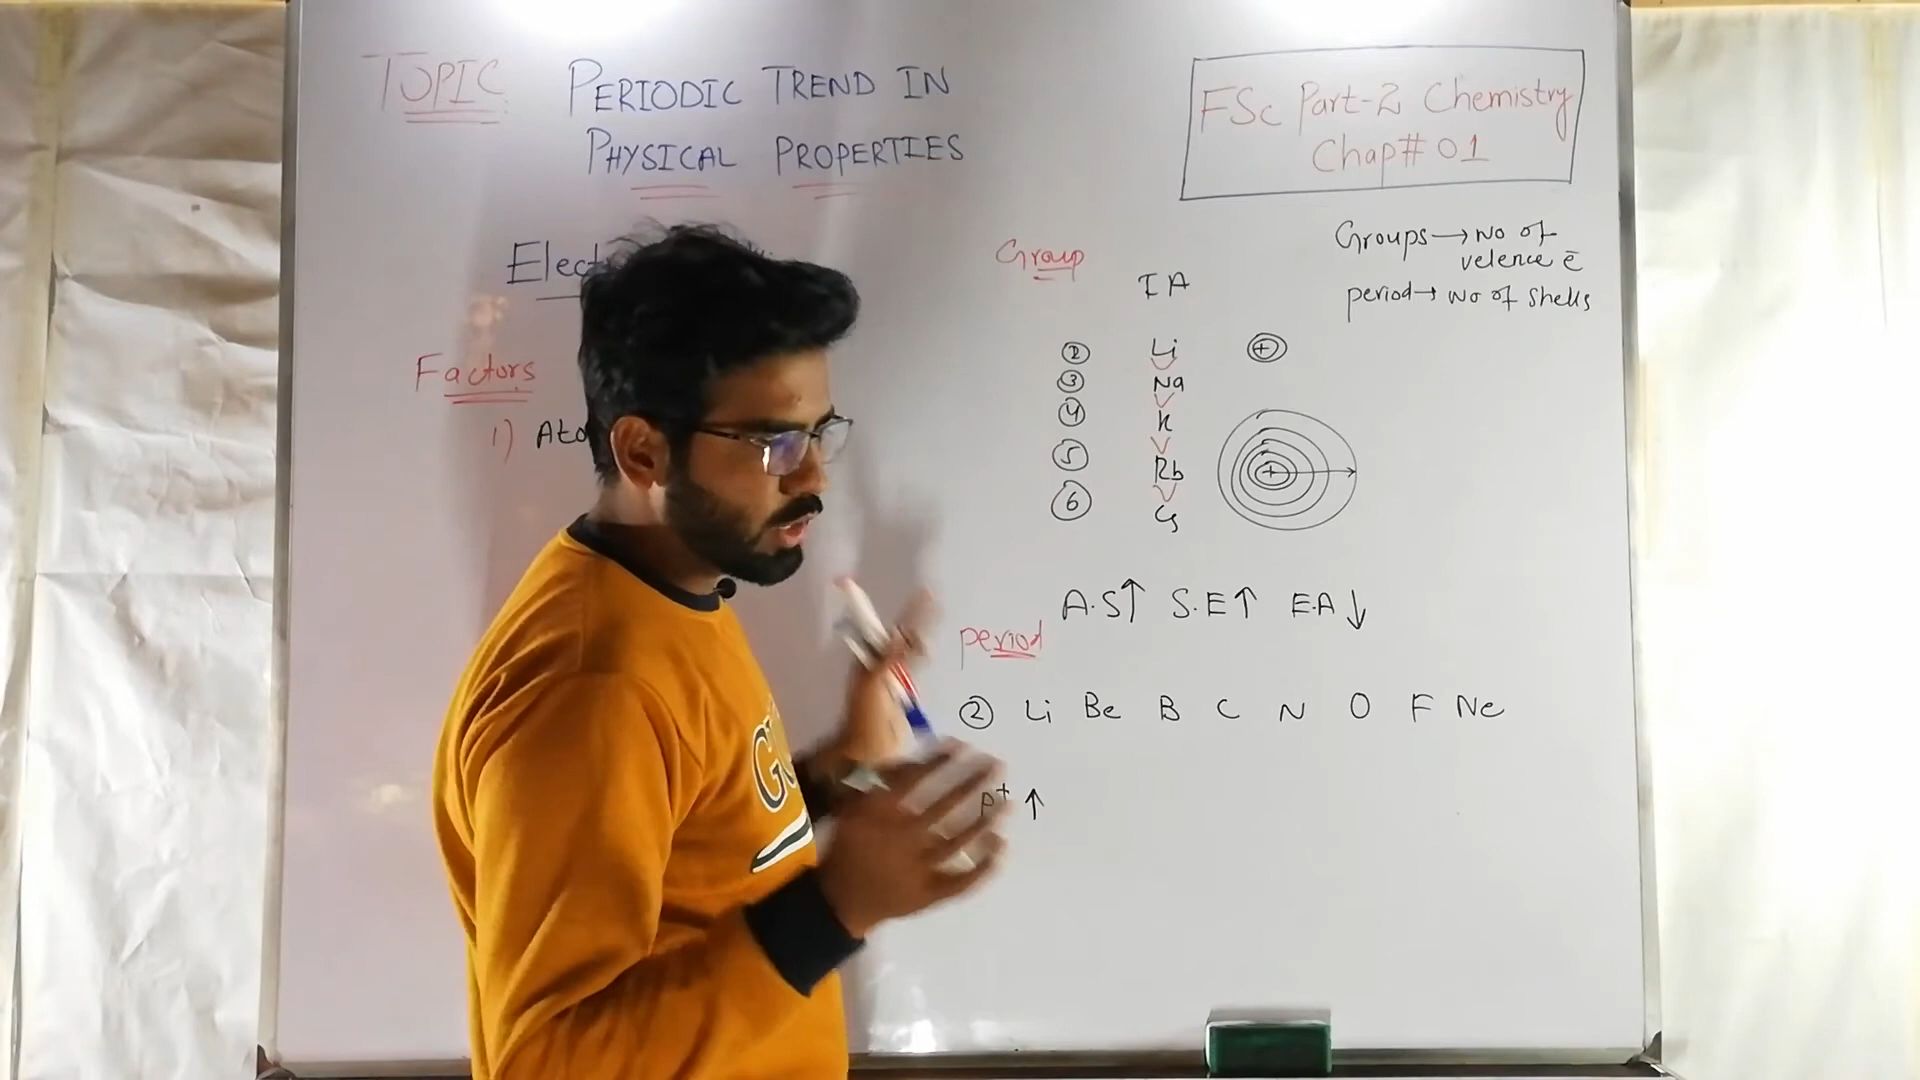 TOPIC: PERIODIC TREND IN
PHYSICAL PROPERTIES
FSc Part-2 Chemistry
Chap# 01
Factors
1)
Group
I A
Groups → No of
velence ē
period → No of Shells
2 Li +
3 Na
4 K
5 Rb +
6 Cs
A.S↑ S.E↑ E.A↓
period
2 Li Be B C N O F Ne
P+ ↑